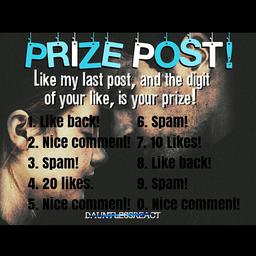 PRIZE POST!
Like my last post, and the digit
of your like, is your prize!
1. Like back!
2. Nice comment!
3. Spam!
4. 20 likes.
5. Nice comment!
6. Spam!
7. 10 Likes!
8. Like back!
9. Spam!
0. Nice comment!
DAUNTLESSREACT